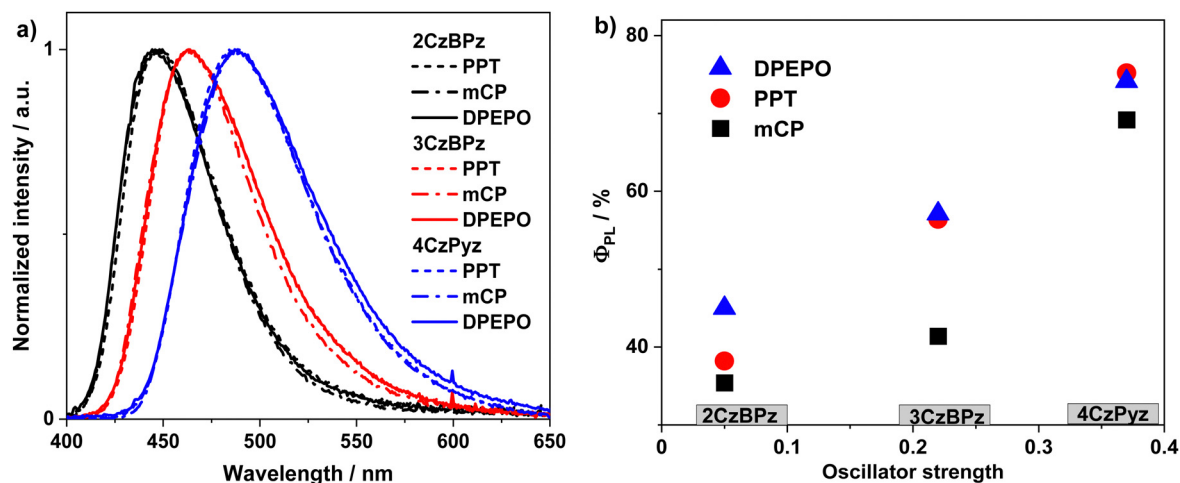 a)
Normalized intensity / a.u.
1
0
400 450 500 550 600 650
Wavelength / nm
2CzBPz
PPT
mCP
DPEPO
3CzBPz
PPT
mCP
DPEPO
4CzPyz
PPT
mCP
DPEPO
b)
ΦPL / %
80
60
40
DPEPO
PPT
mCP
2CzBPz 3CzBPz 4CzPyz
0 0.1 0.2 0.3 0.4
Oscillator strength